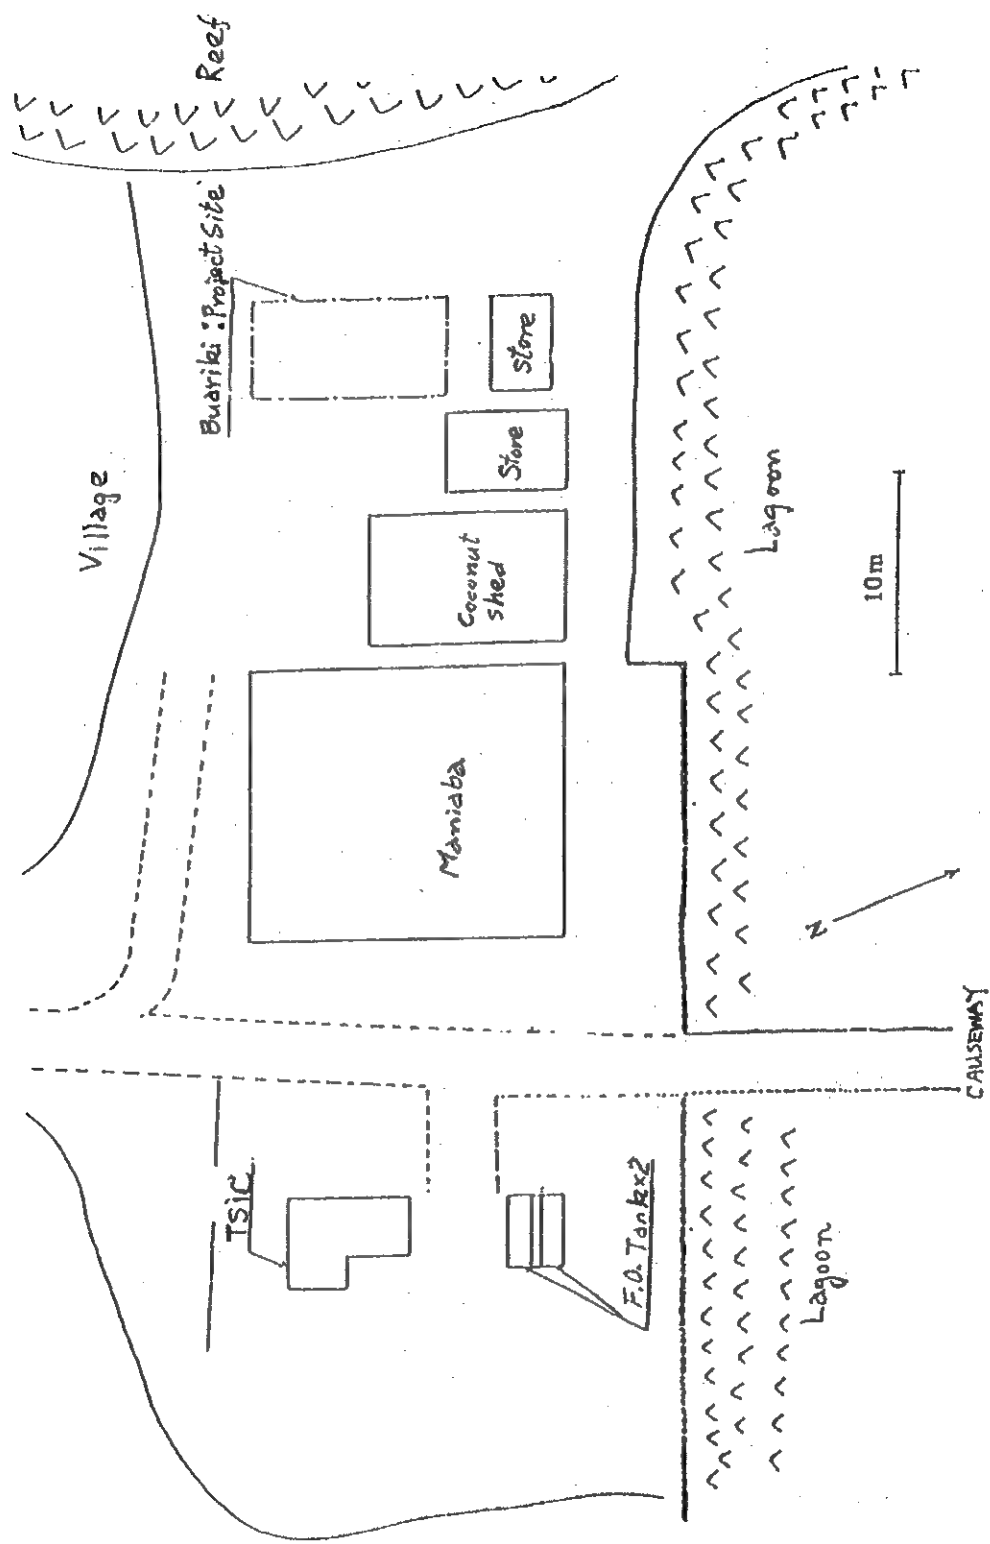 Reef
Buariki : Project Site
Village
Store
Store
Coconut
shed
Lagoon
10m
Maniaba
N
CAUSEWAY
TSiC
F.O. Tank x2
Lagoon